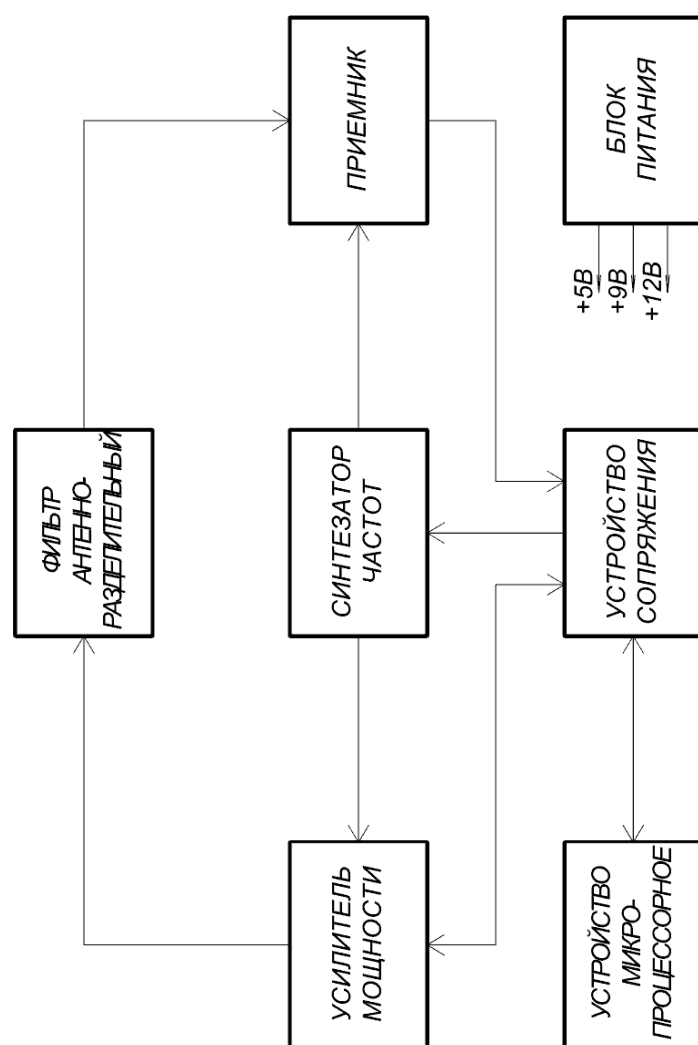 ФИЛЬТР
АНТЕННО-
РАЗДЕЛИТЕЛЬНЫЙ
УСИЛИТЕЛЬ
МОЩНОСТИ
СИНТЕЗАТОР
ЧАСТОТ
ПРИЕМНИК
УСТРОЙСТВО
МИКРО-
ПРОЦЕССОРНОЕ
УСТРОЙСТВО
СОПРЯЖЕНИЯ
+5В
+9В
+12В
БЛОК
ПИТАНИЯ